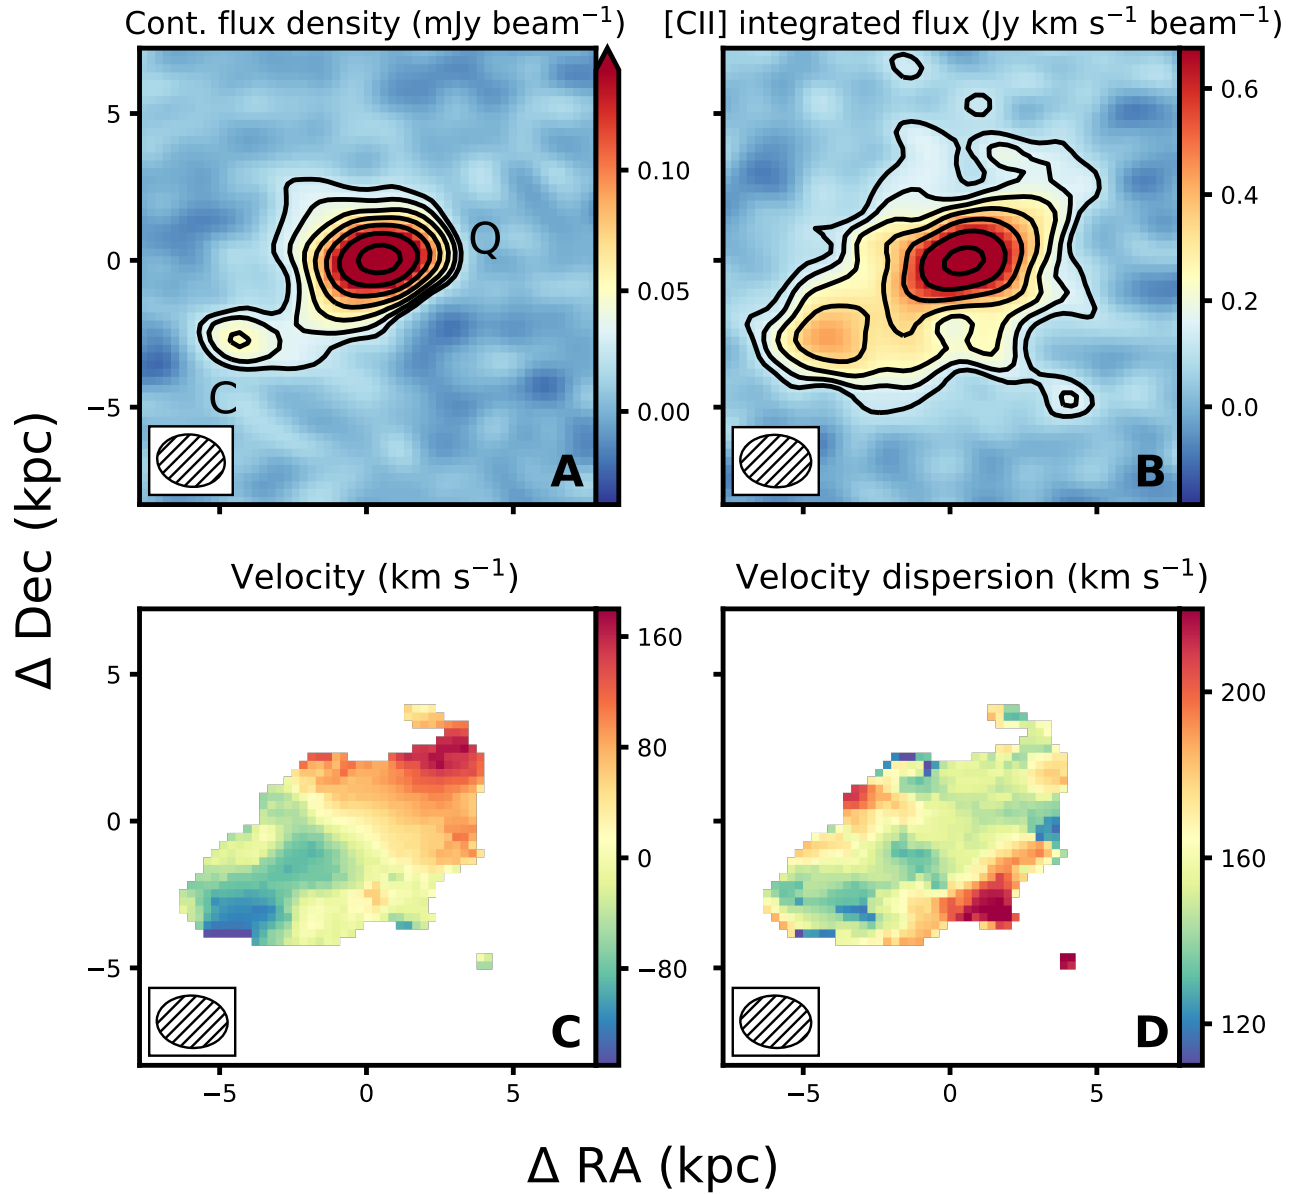 Cont. flux density (mJy beam⁻¹)
[CII] integrated flux (Jy km s⁻¹ beam⁻¹)
5
0
−5
Q
C
A
0.10
0.05
0.00
B
0.6
0.4
0.2
0.0
Δ Dec (kpc)
Velocity (km s⁻¹)
Velocity dispersion (km s⁻¹)
5
0
−5
C
160
80
0
−80
D
200
160
120
−5 0 5
−5 0 5
Δ RA (kpc)